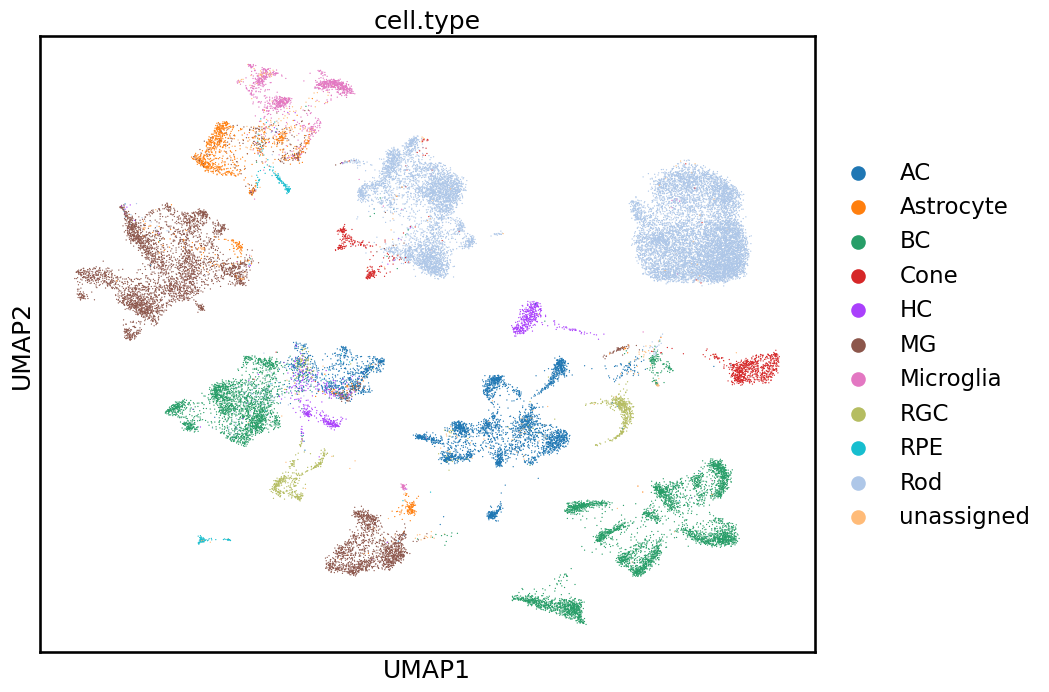 cell.type
UMAP2
UMAP1
AC
Astrocyte
BC
Cone
HC
MG
Microglia
RGC
RPE
Rod
unassigned